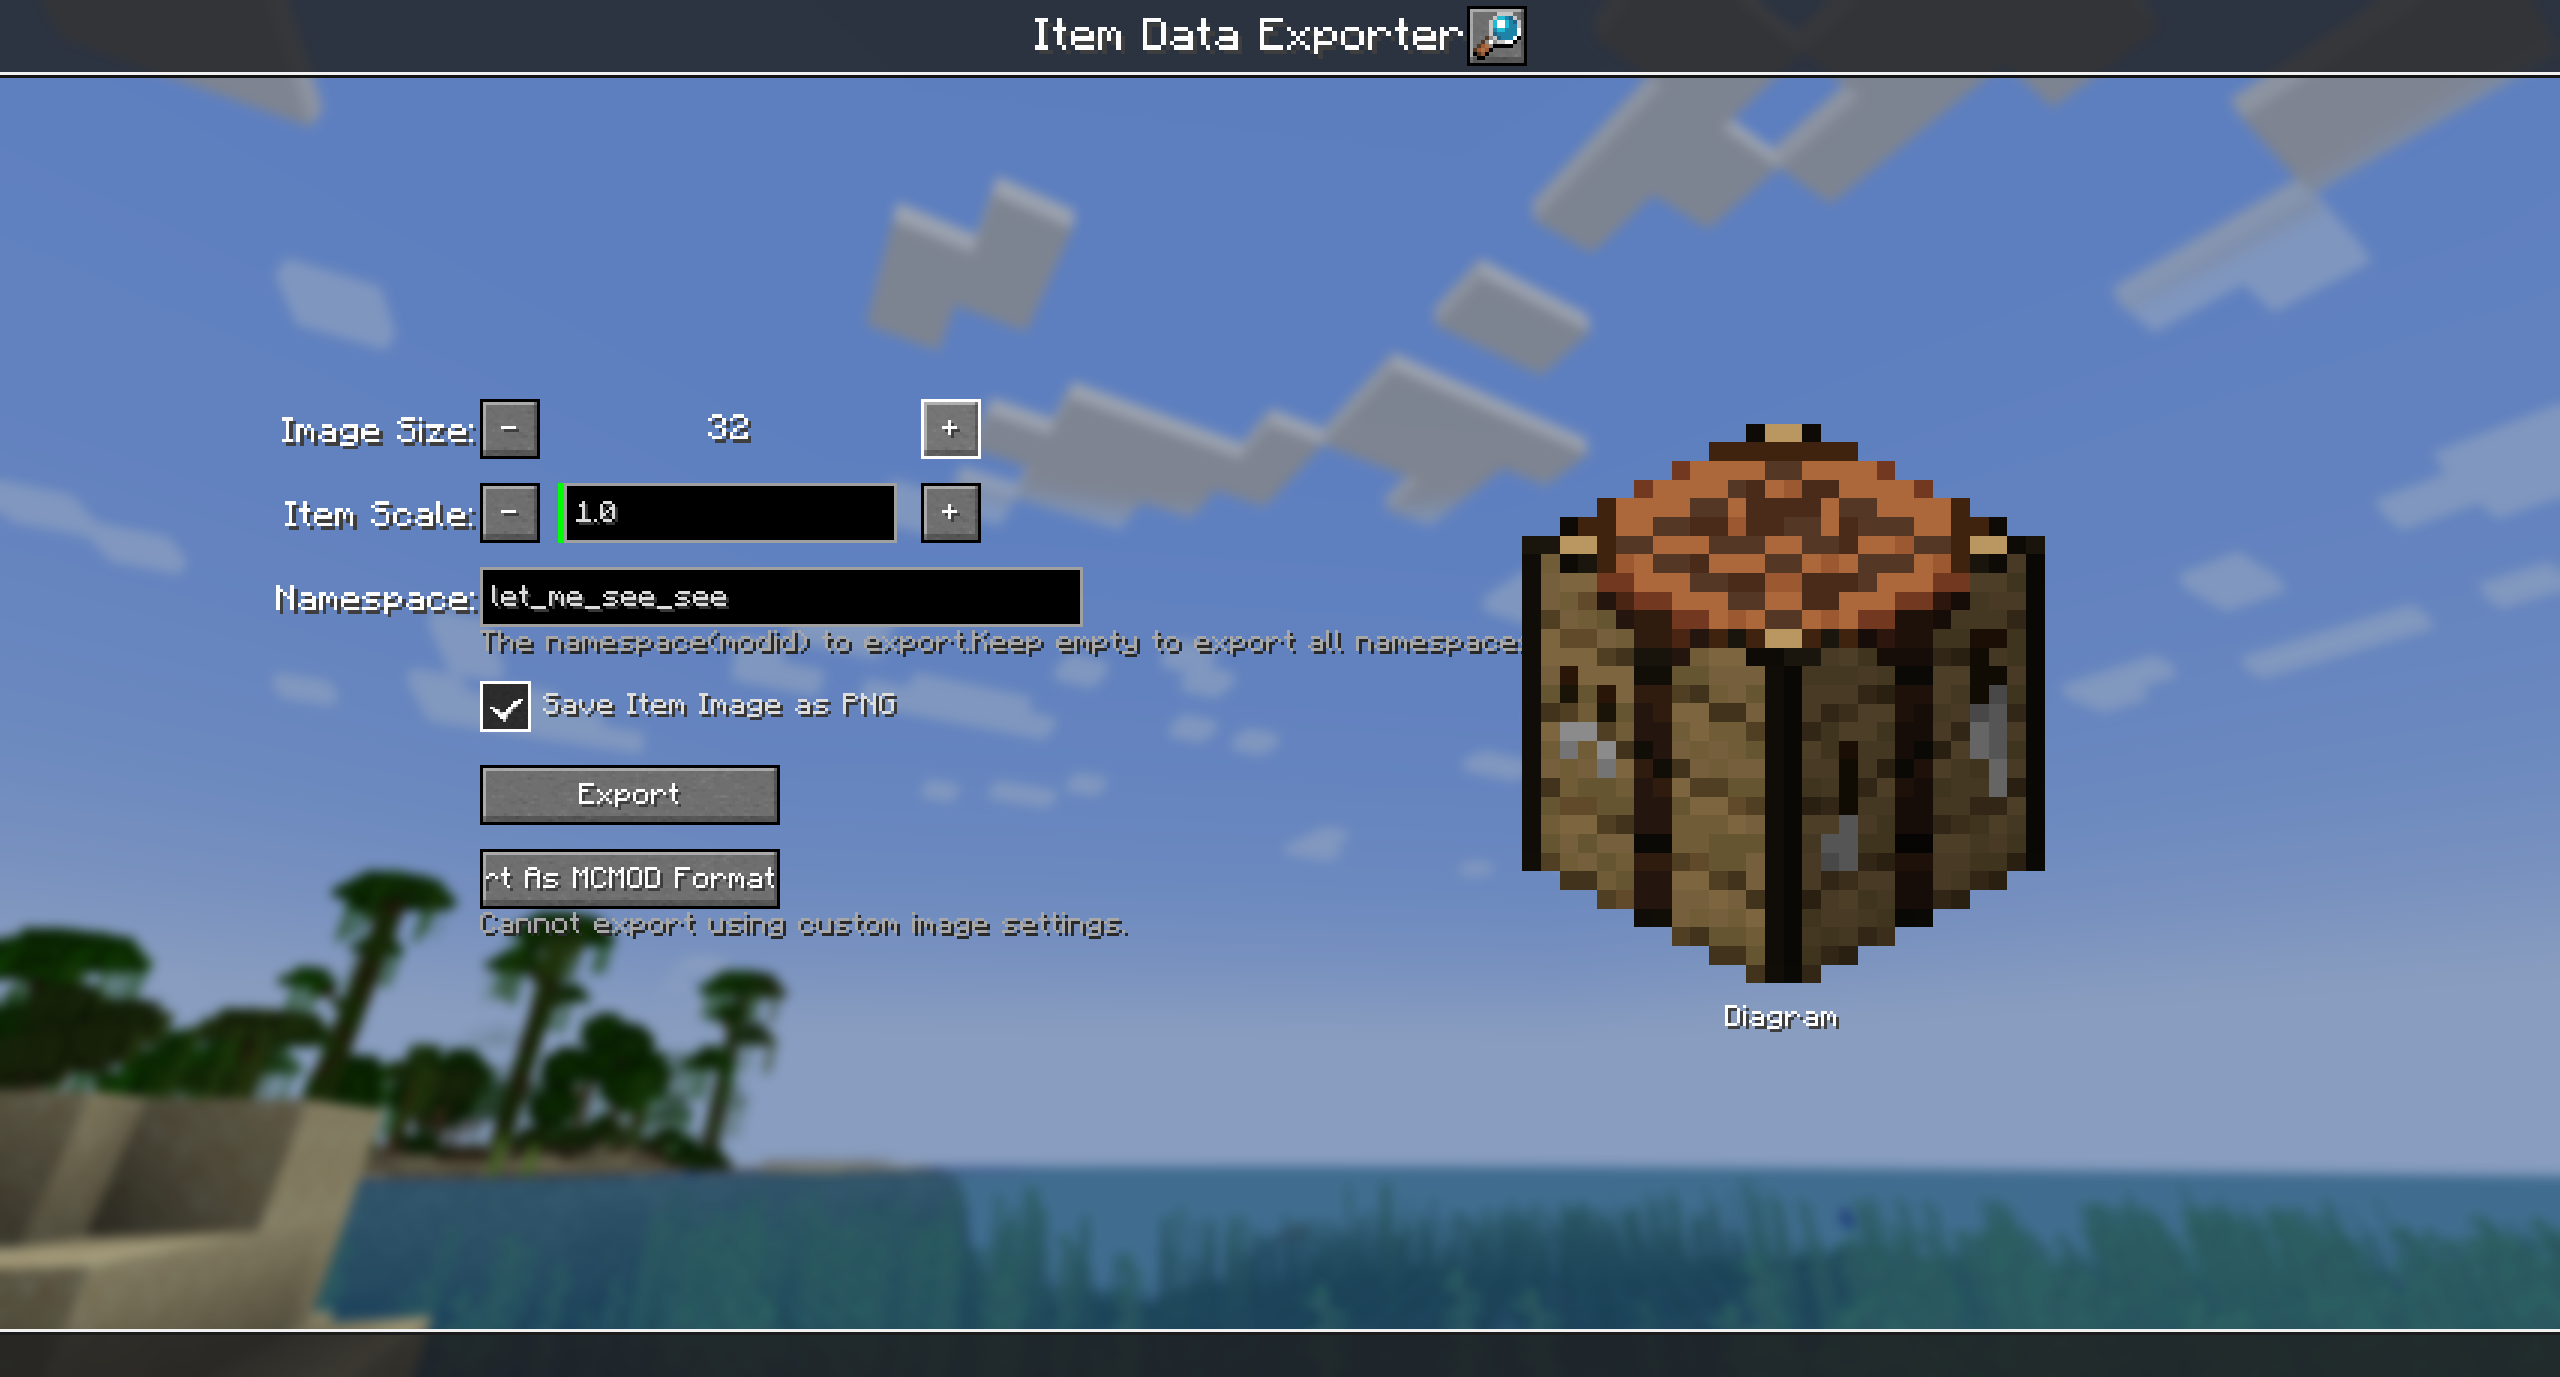 Item Data Exporter
Image Size: - 32 +
Item Scale: - 1.0 +
Namespace: let_me_see_see
The namespace(modid) to export.Keep empty to export all namespace
Save Item Image as PNG
Export
rt As MCMOD Format
Cannot export using custom image settings.
Diagram